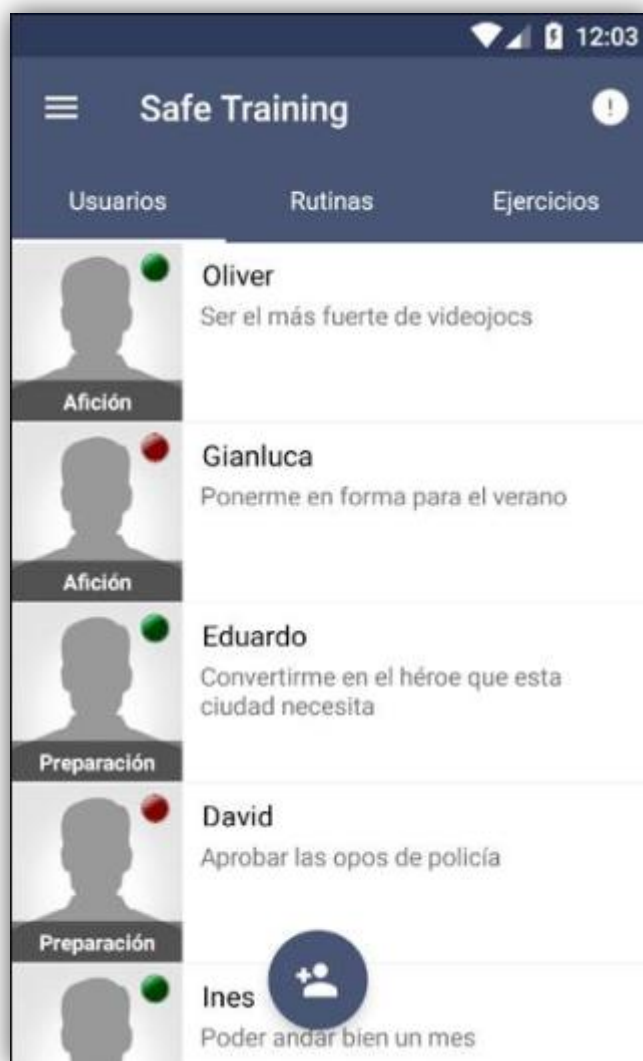 12:03
Safe Training
Usuarios Rutinas Ejercicios
Oliver
Ser el más fuerte de videojocs
Afición
Gianluca
Ponerme en forma para el verano
Afición
Eduardo
Convertirme en el héroe que esta
ciudad necesita
Preparación
David
Aprobar las opos de policía
Preparación
Ines
Poder andar bien un mes